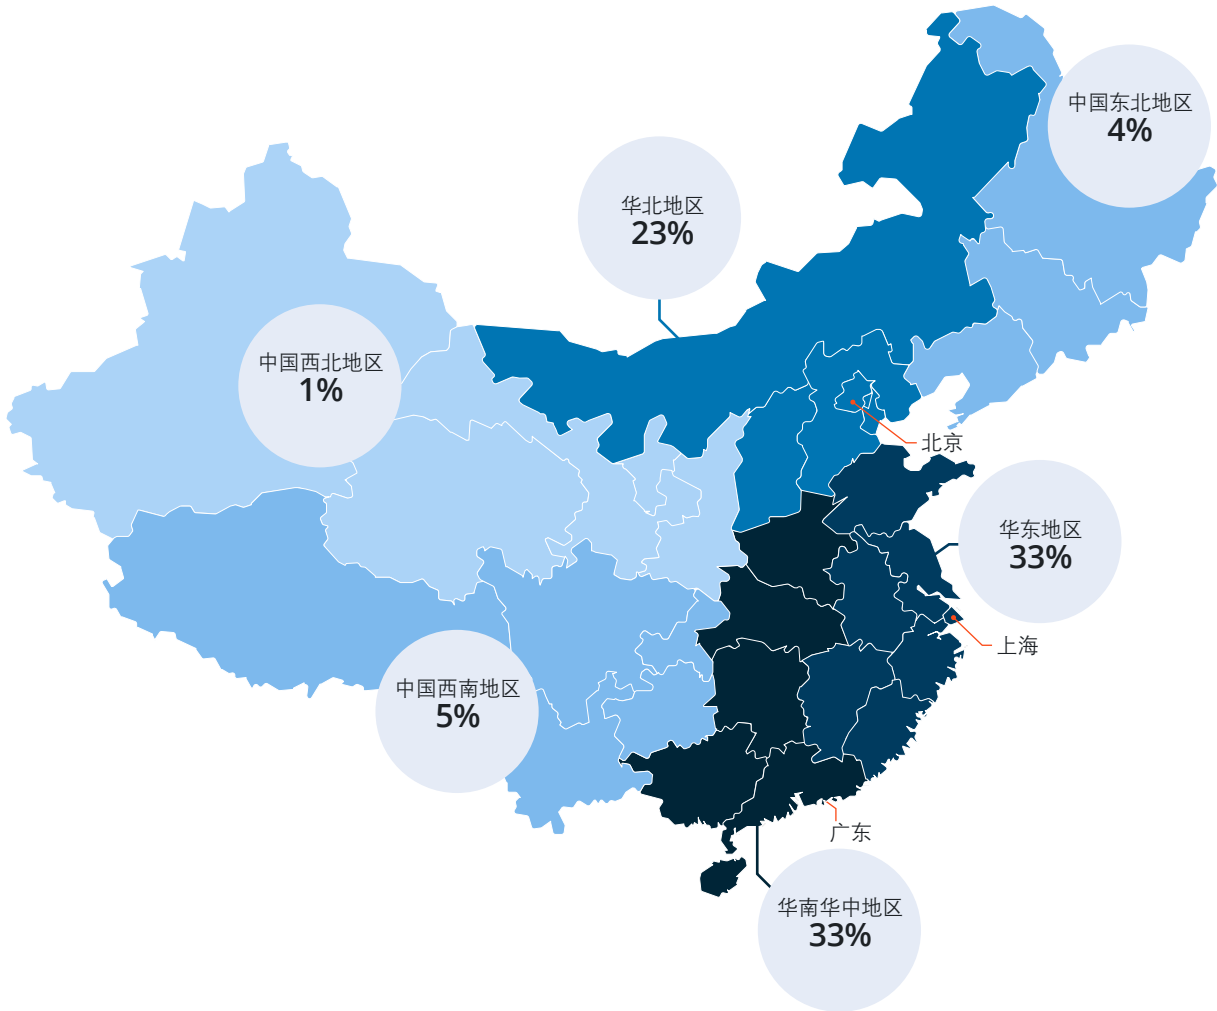 中国东北地区
4%
华北地区
23%
中国西北地区
1%
北京
华东地区
33%
上海
中国西南地区
5%
广东
华南华中地区
33%